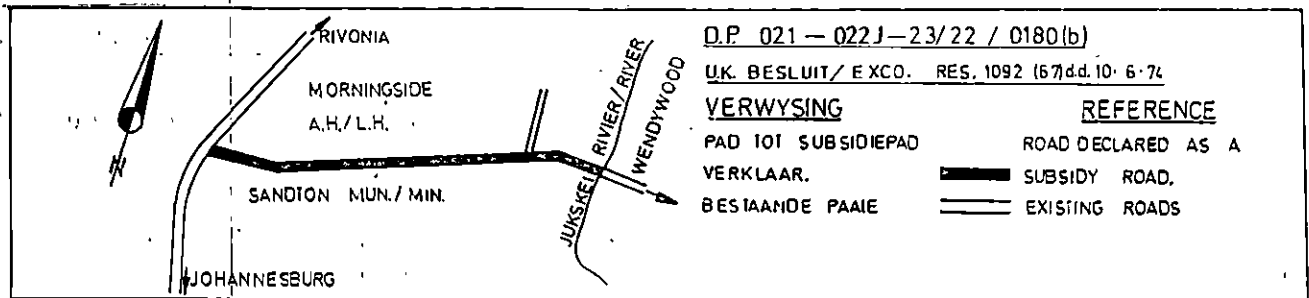 RIVONIA
MORNINGSIDE
A.H./L.H.
SANDTON MUN./MIN.
JOHANNESBURG
JUKSKEI RIVIER/RIVER
WENDYWOOD
N
D.P. 021 — 022J — 23/22 / 0180(b)
U.K. BESLUIT/ EXCO. RES. 1092 (67) d.d. 10·6·74
VERWYSING REFERENCE
PAD TOT SUBSIDIEPAD ROAD DECLARED AS A
VERKLAAR. SUBSIDY ROAD.
BESTAANDE PAAIE EXISTING ROADS